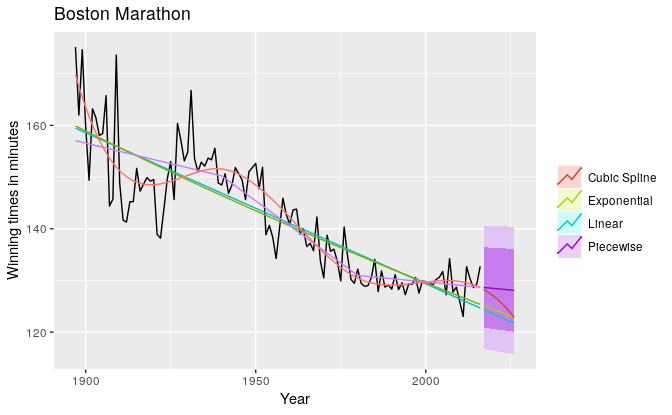 Boston Marathon
Winning times in minutes
160
140
120
1900
1950
2000
Year
Cubic Spline
Exponential
Linear
Piecewise